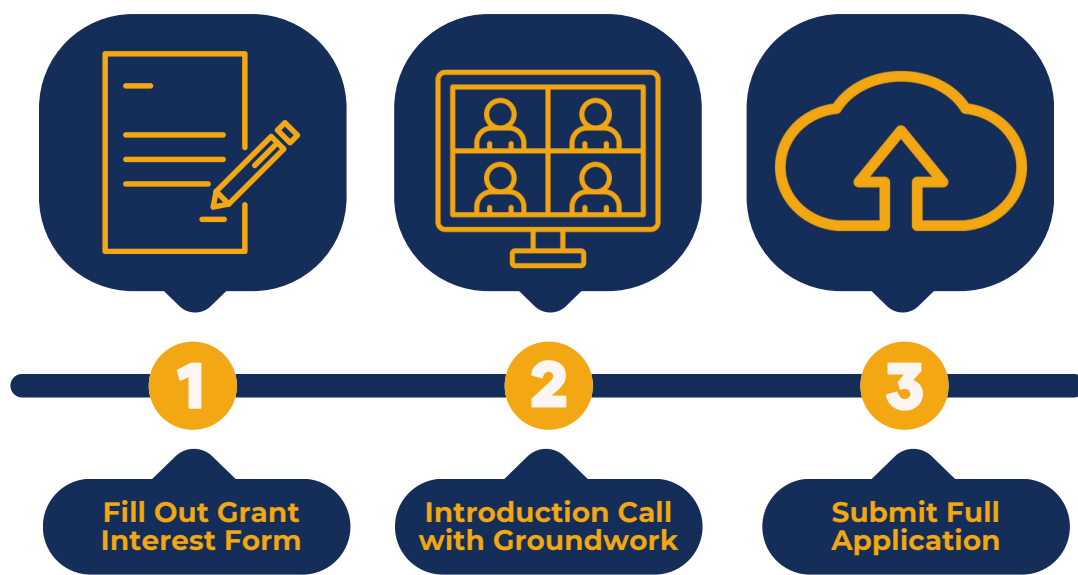 1
2
3
Fill Out Grant
Interest Form
Introduction Call
with Groundwork
Submit Full
Application